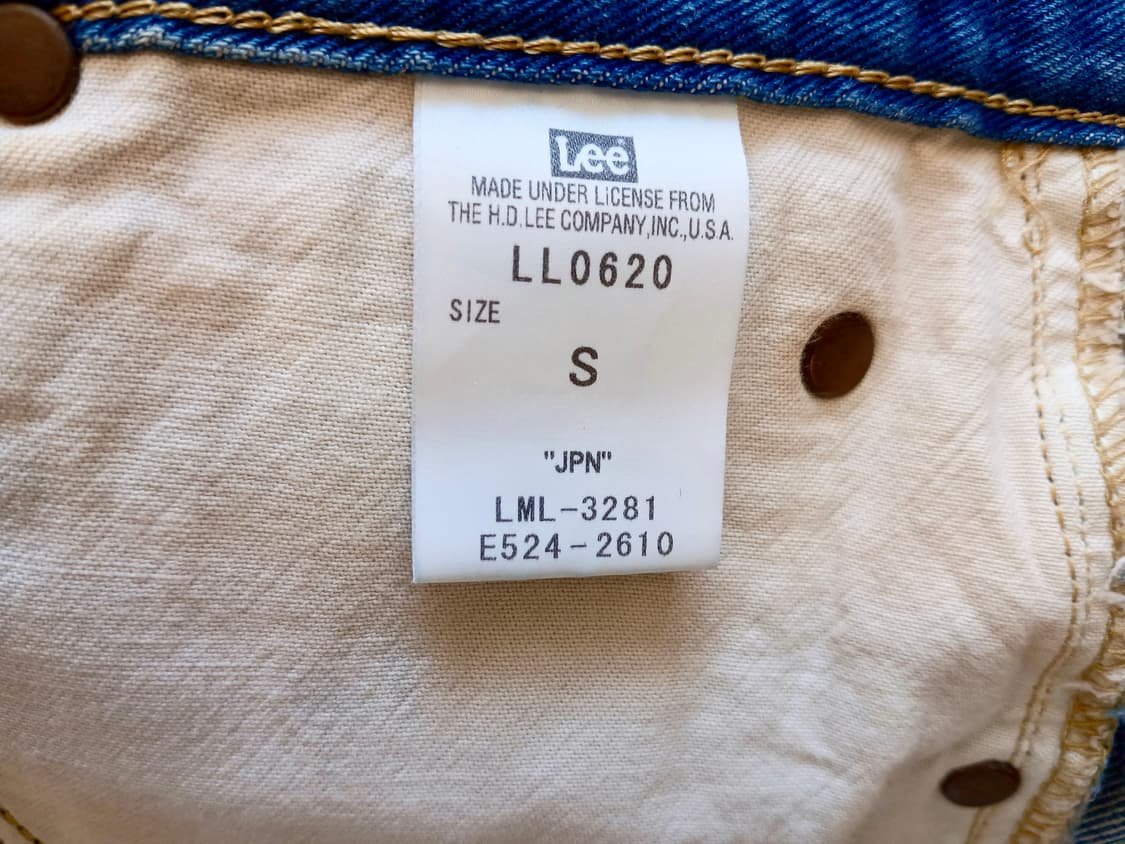 Lee
MADE UNDER LICENSE FROM
THE H.D.LEE COMPANY,INC.,U.S.A.
LL0620
SIZE
S
"JPN"
LML-3281
E524-2610